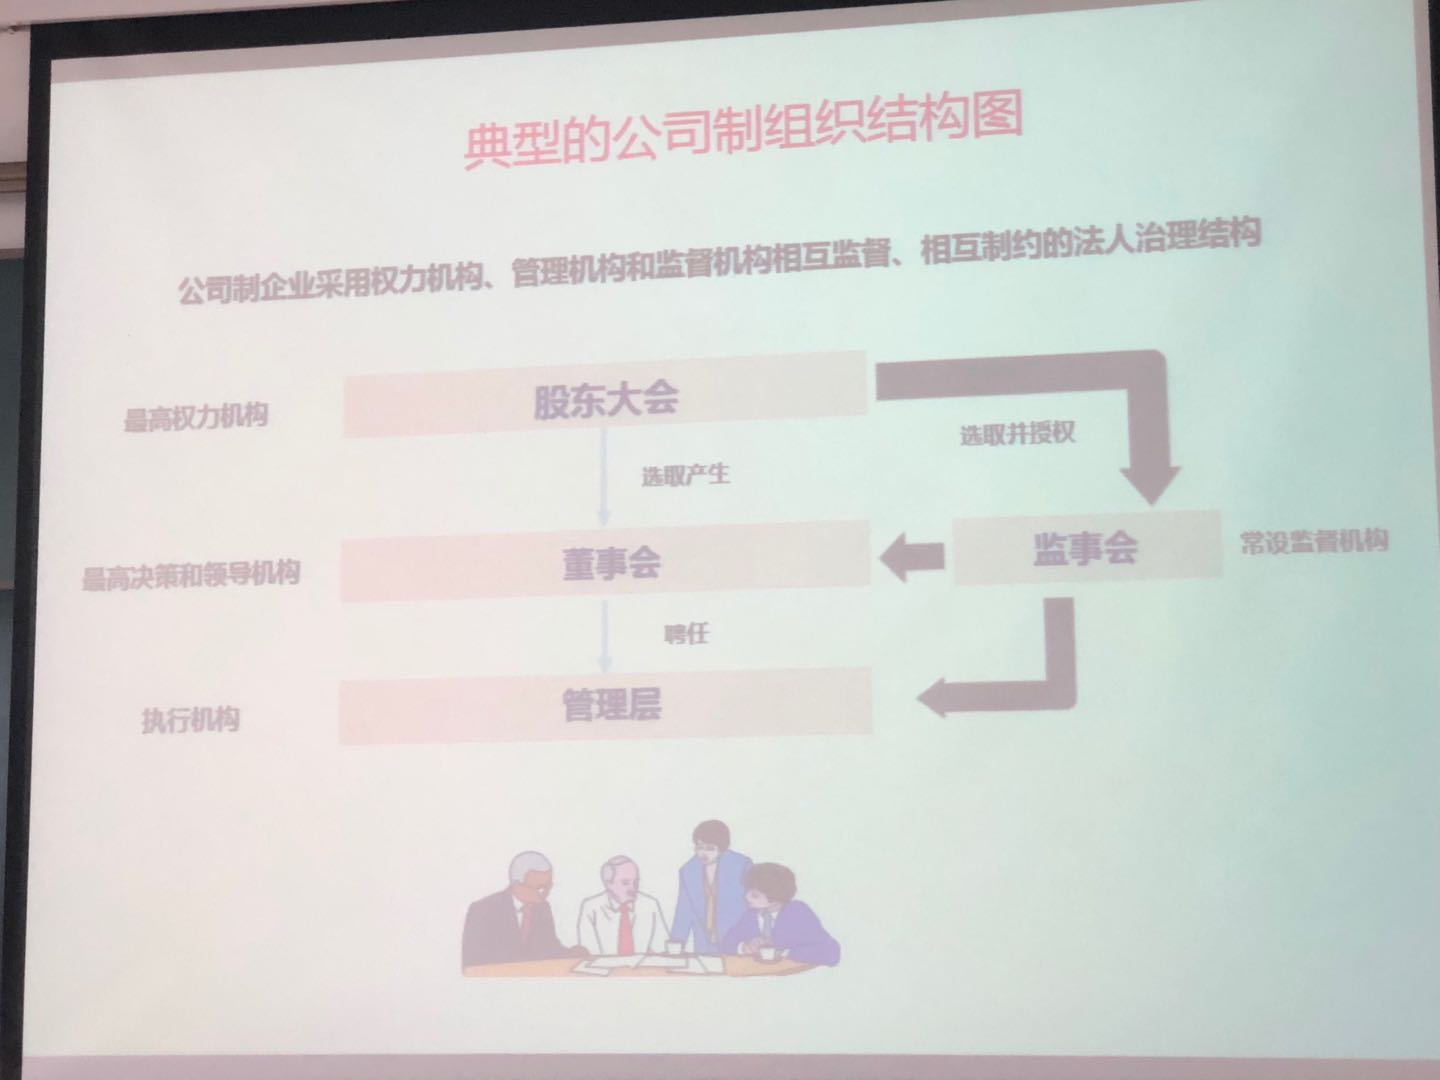 典型的公司制组织结构图
公司制企业采用权力机构、管理机构和监督机构相互监督、相互制约的法人治理结构
最高权力机构
股东大会
选取并授权
选取产生
最高决策和领导机构
董事会
监事会
常设监督机构
聘任
执行机构
管理层